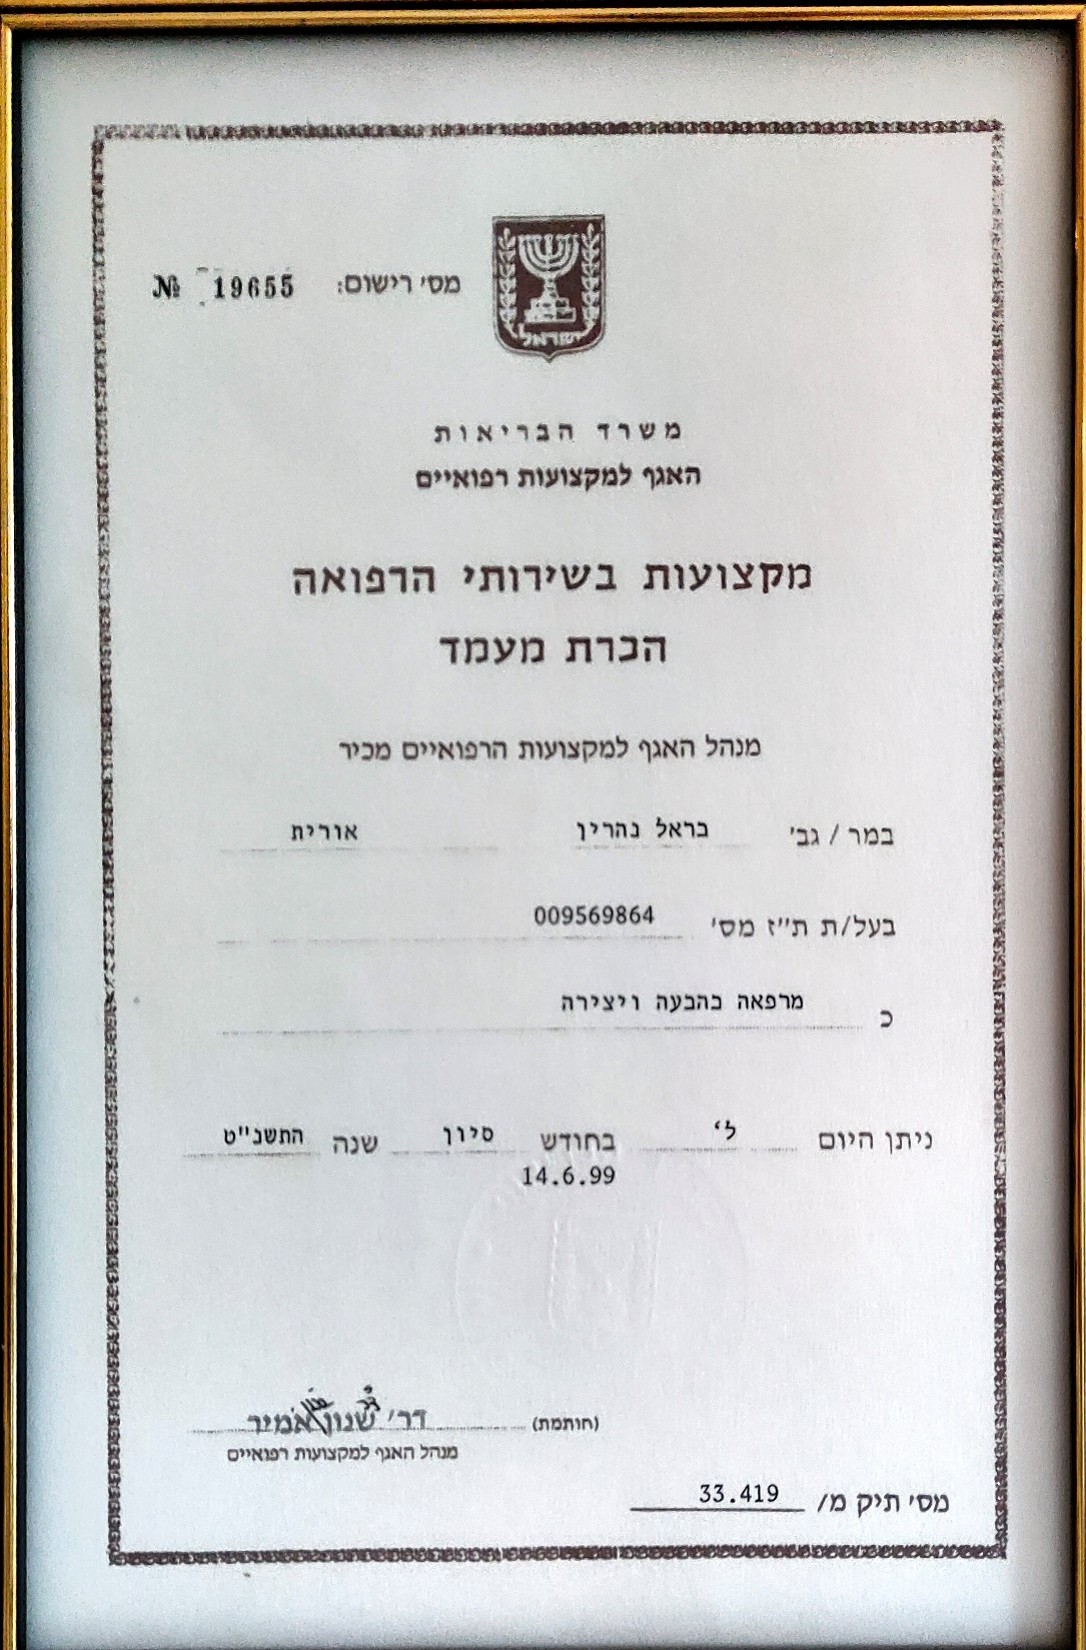 ישראל
מס' רישום: № 19655
משרד הבריאות
האגף למקצועות רפואיים
מקצועות בשירותי הרפואה
הכרת מעמד
מנהל האגף למקצועות הרפואיים מכיר
במר / גב' בראל נהרין אורית
בעל/ת ת"ז מס' 009569864
כ מרפאה בהבעה ויצירה
ניתן היום ל' בחודש סיון שנה התשנ"ט
14.6.99
(חותמת) דר' שנון אמיר
מנהל האגף למקצועות רפואיים
מס' תיק מ/ 33.419